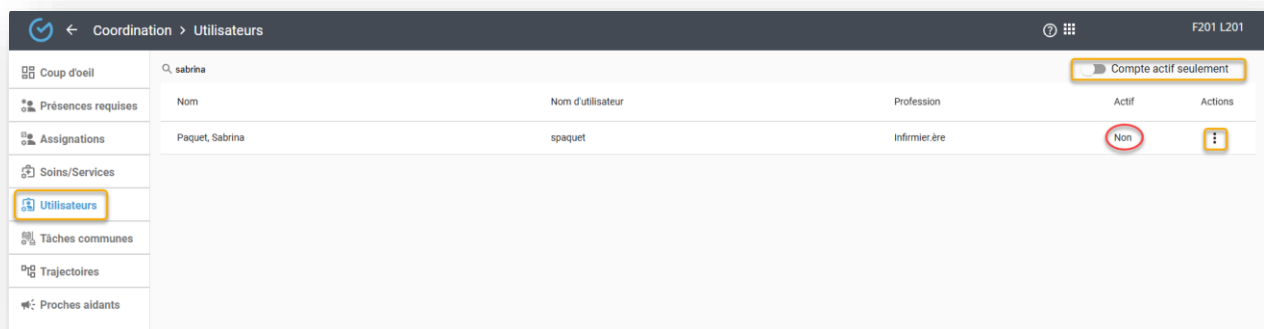 Coordination > Utilisateurs
F201 L201
Coup d'oeil
Présences requises
Assignations
Soins/Services
Utilisateurs
Tâches communes
Trajectoires
Proches aidants
sabrina
Compte actif seulement
Nom Nom d'utilisateur Profession Actif Actions
Paquet, Sabrina spaquet Infirmier.ère Non